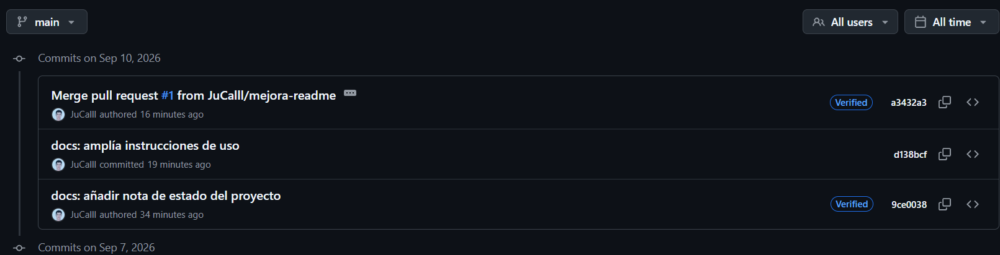 main
All users
All time
Commits on Sep 10, 2026
Merge pull request #1 from JuCalll/mejora-readme
JuCalll authored 16 minutes ago
Verified
a3432a3
docs: amplía instrucciones de uso
JuCalll committed 19 minutes ago
d138bcf
docs: añadir nota de estado del proyecto
JuCalll authored 34 minutes ago
Verified
9ce0038
Commits on Sep 7, 2026